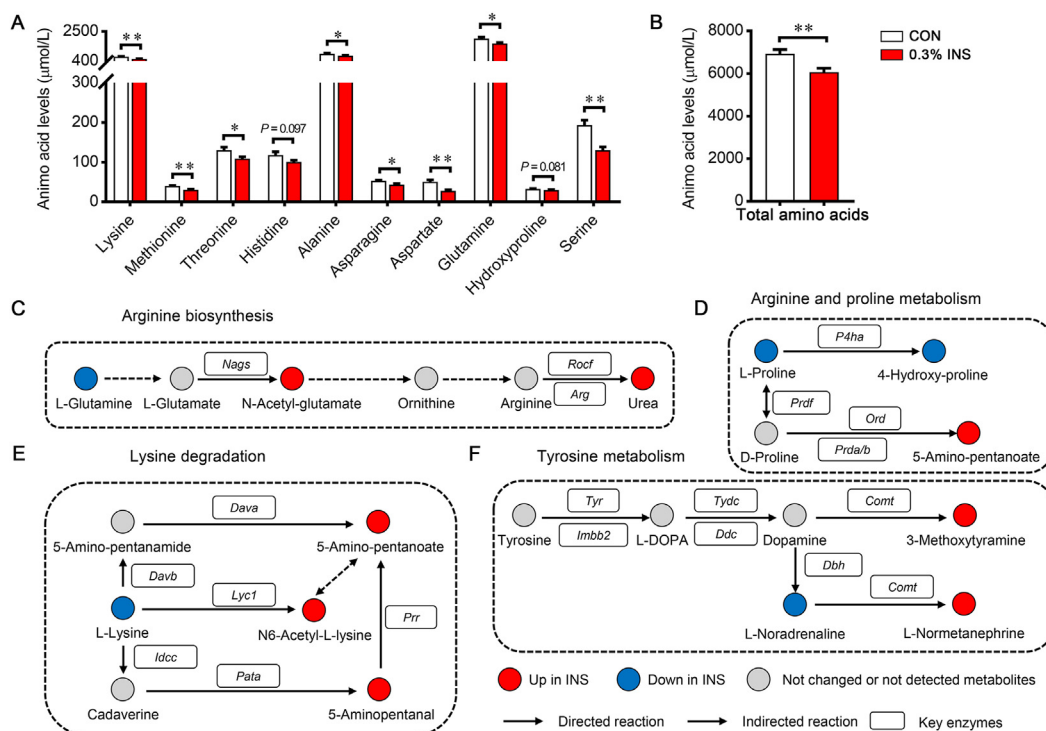 A
Animo acid levels (μmol/L)
2500
400
300
200
100
0
**
**
*
P = 0.097
*
*
**
*
P = 0.081
**
Lysine
Methionine
Threonine
Histidine
Alanine
Asparagine
Aspartate
Glutamine
Hydroxyproline
Serine
B
Animo acid levels (μmol/L)
8000
6000
4000
2000
0
**
Total amino acids
CON
0.3% INS
C
Arginine biosynthesis
Nags
Rocf
Arg
L-Glutamine
L-Glutamate
N-Acetyl-glutamate
Ornithine
Arginine
Urea
D
Arginine and proline metabolism
P4ha
L-Proline
4-Hydroxy-proline
Prdf
Ord
Prda/b
D-Proline
5-Amino-pentanoate
E
Lysine degradation
Dava
5-Amino-pentanamide
5-Amino-pentanoate
Davb
Lyc1
L-Lysine
N6-Acetyl-L-lysine
Prr
Idcc
Pata
Cadaverine
5-Aminopentanal
F
Tyrosine metabolism
Tyr
Tydc
Comt
Imbb2
Ddc
Tyrosine
L-DOPA
Dopamine
3-Methoxytyramine
Dbh
Comt
L-Noradrenaline
L-Normetanephrine
Up in INS
Down in INS
Not changed or not detected metabolites
Directed reaction
Indirected reaction
Key enzymes